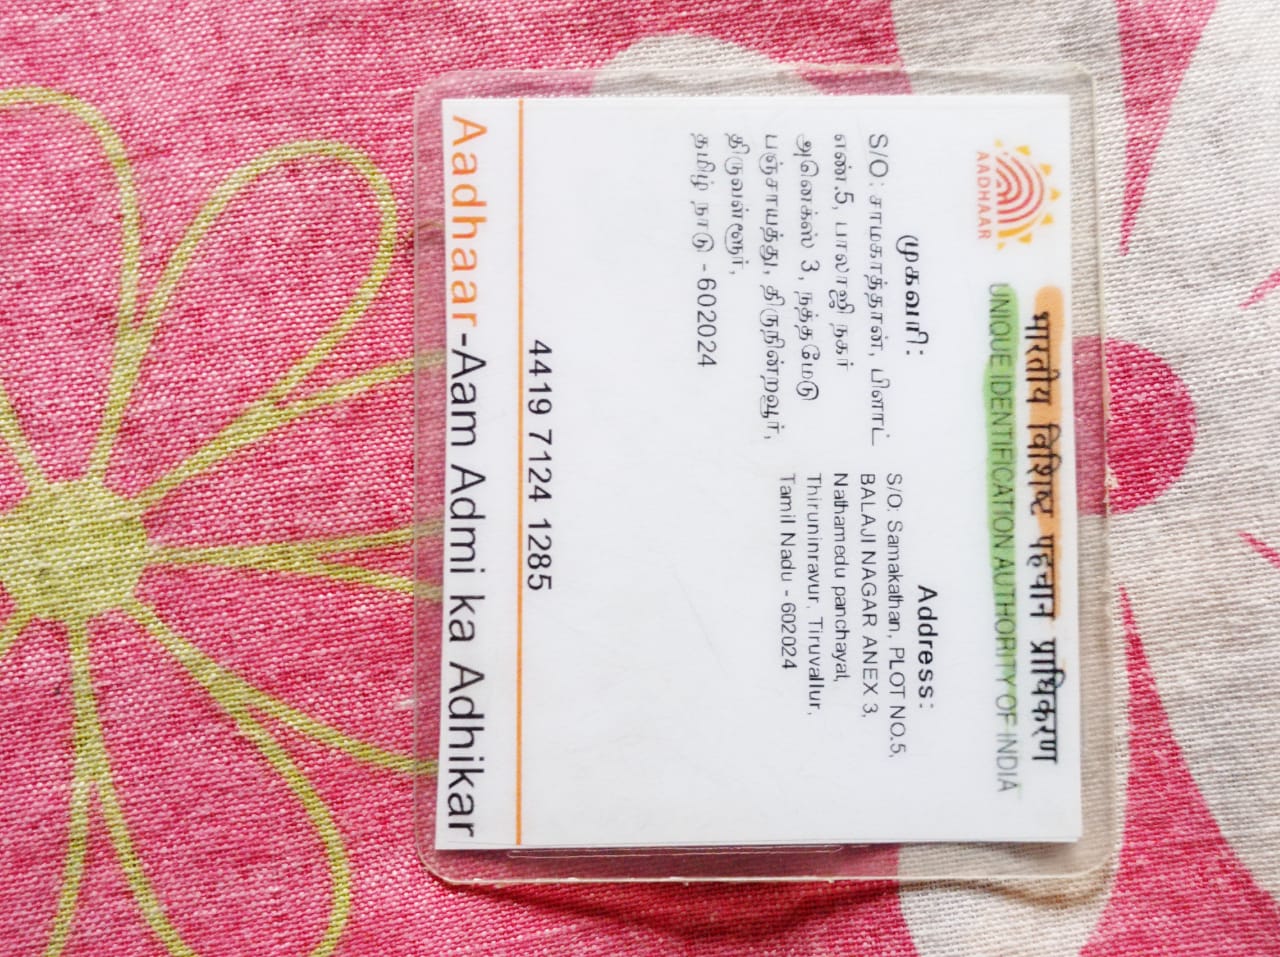 भारतीय विशिष्ट पहचान प्राधिकरण
UNIQUE IDENTIFICATION AUTHORITY OF INDIA
AADHAAR
முகவரி:
S/O: சாமகாத்தான், பிளாட்
எண்.5, பாலாஜி நகர்
அனெக்ஸ் 3, நத்தமேடு
பஞ்சாயத்து, திருநின்றவூர்,
திருவள்ளூர்,
தமிழ் நாடு - 602024
Address:
S/O: Samakathan, PLOT NO.5,
BALAJI NAGAR ANEX 3,
Nathamedu panchayat,
Thiruninravur, Tiruvallur,
Tamil Nadu - 602024
4419 7124 1285
Aadhaar-Aam Admi ka Adhikar